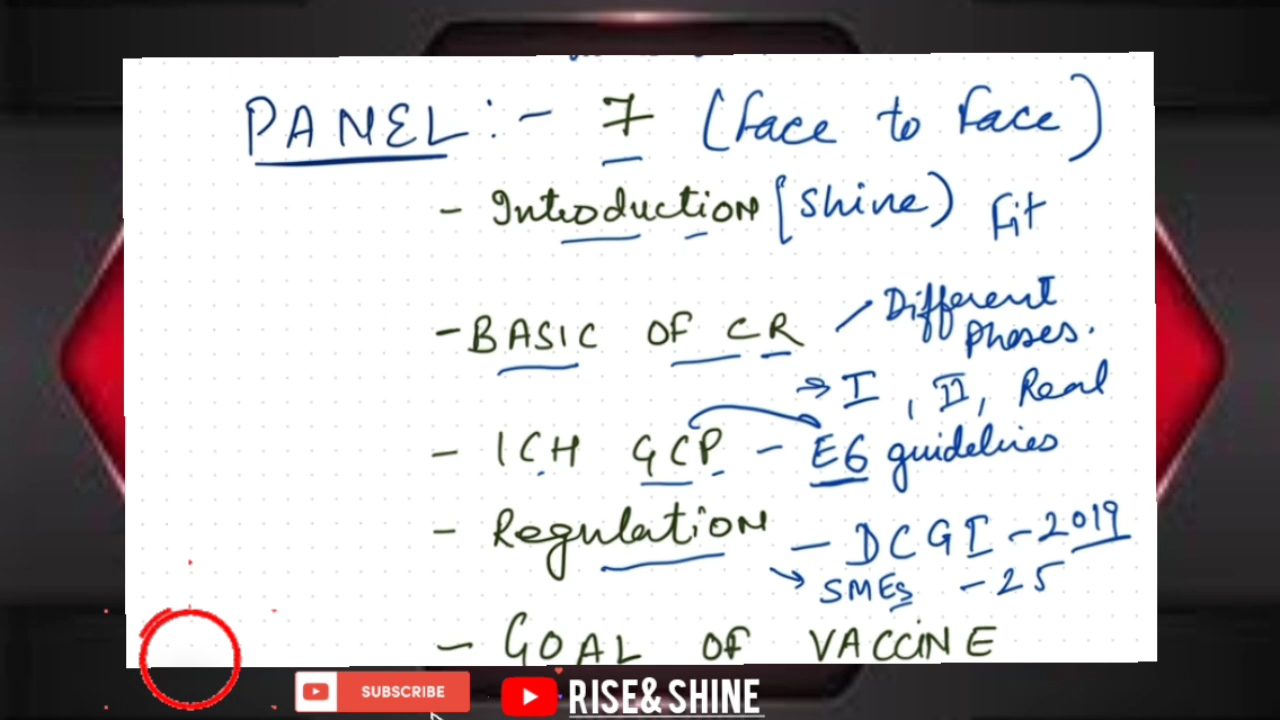 PANEL :- 7 (Face to Face)
- Introduction (Shine) Fit
- BASIC OF CR / Different
Phases.
→ I, II, Real
- ICH GCP - E6 guidelines
- Regulation - DCGI - 2019
→ SMEs - 25
- GOAL OF VACCINE
SUBSCRIBE
RISE& SHINE